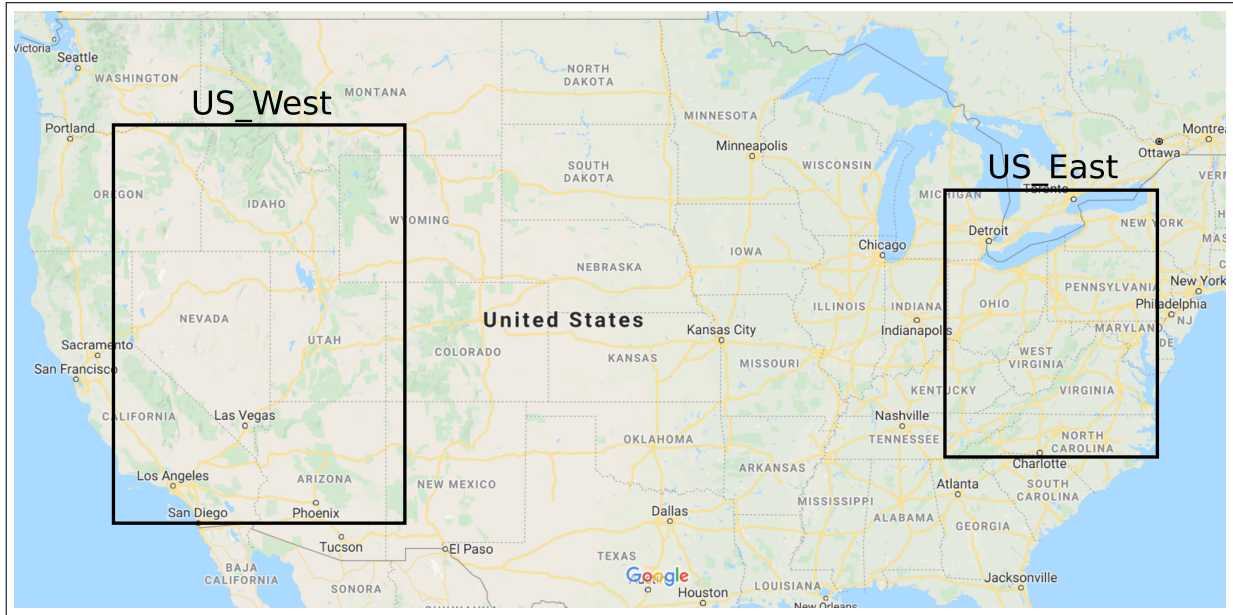 Victoria
Seattle
WASHINGTON
MONTANA
NORTH
DAKOTA
MINNESOTA
Minneapolis
WISCONSIN
Ottawa
Montre
US_West
US_East
Portland
OREGON
IDAHO
WYOMING
SOUTH
DAKOTA
MICHIGAN
Toronto
VERM
Detroit
NEW YORK
MAS
Chicago
IOWA
NEBRASKA
NEVADA
UTAH
United States
ILLINOIS
INDIANA
OHIO
PENNSYLVANIA
New York
Philadelphia
NJ
Indianapolis
MARYLAND
DE
Sacramento
San Francisco
COLORADO
KANSAS
Kansas City
MISSOURI
WEST
VIRGINIA
VIRGINIA
KENTUCKY
CALIFORNIA
Las Vegas
Nashville
TENNESSEE
OKLAHOMA
ARKANSAS
NORTH
CAROLINA
Charlotte
Los Angeles
ARIZONA
NEW MEXICO
Atlanta
SOUTH
CAROLINA
San Diego
Phoenix
Dallas
MISSISSIPPI
ALABAMA
GEORGIA
Tucson
El Paso
TEXAS
BAJA
CALIFORNIA
SONORA
Google
Houston
LOUISIANA
Jacksonville
New Orleans